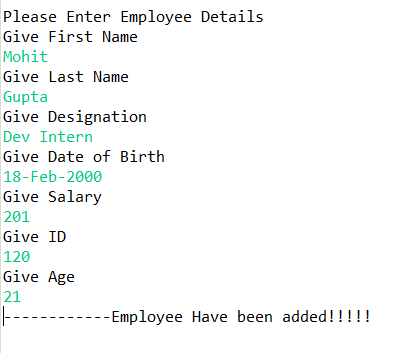 Please Enter Employee Details
Give First Name
Mohit
Give Last Name
Gupta
Give Designation
Dev Intern
Give Date of Birth
18-Feb-2000
Give Salary
201
Give ID
120
Give Age
21
------------Employee Have been added!!!!!